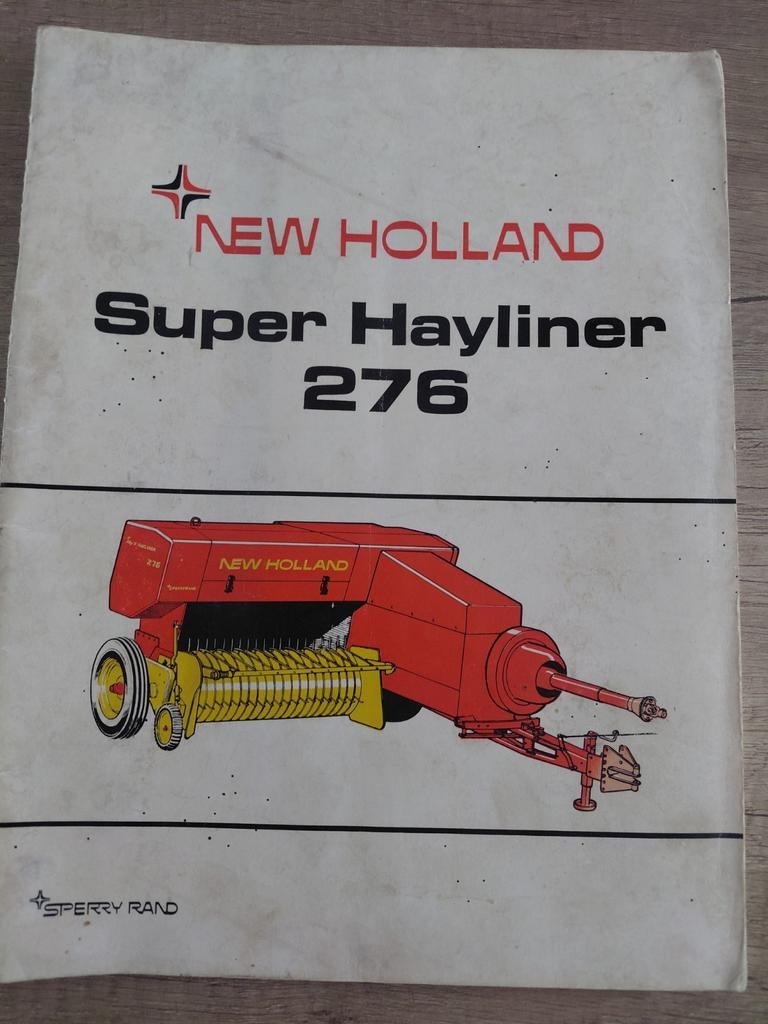 NEW HOLLAND
Super Hayliner
276
276
NEW HOLLAND
SPERRY RAND